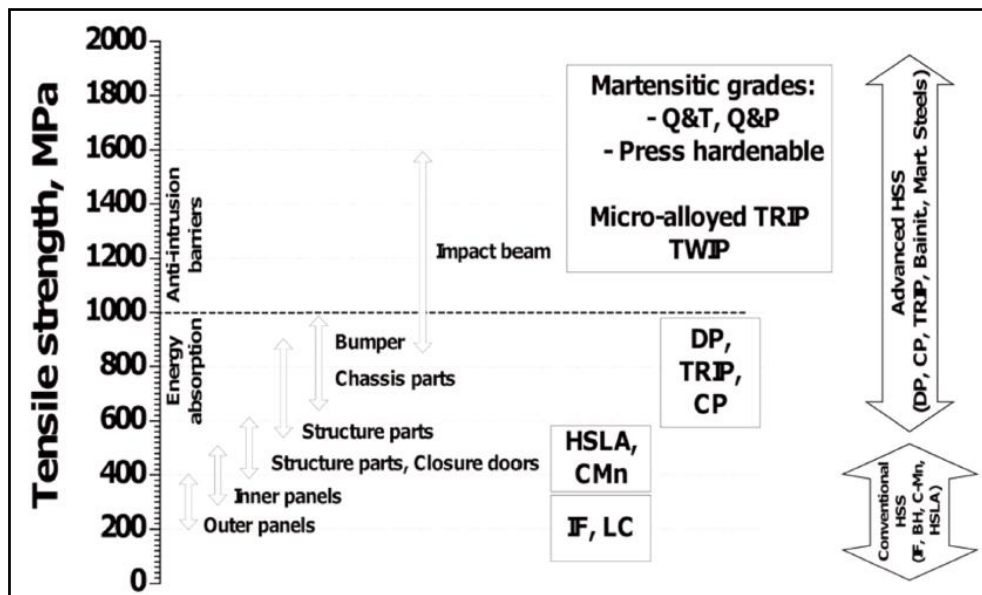 Tensile strength, MPa
2000
1800
1600
1400
1200
1000
800
600
400
200
0
Anti-intrusion
barriers
Energy
absorption
Impact beam
Bumper
Chassis parts
Structure parts
Structure parts, Closure doors
Inner panels
Outer panels
Martensitic grades:
- Q&T, Q&P
- Press hardenable
Micro-alloyed TRIP
TWIP
DP,
TRIP,
CP
HSLA,
CMn
IF, LC
Advanced HSS
(DP, CP, TRIP, Bainit., Mart. Steels)
Conventional
HSS
(IF, BH, C-Mn,
HSLA)